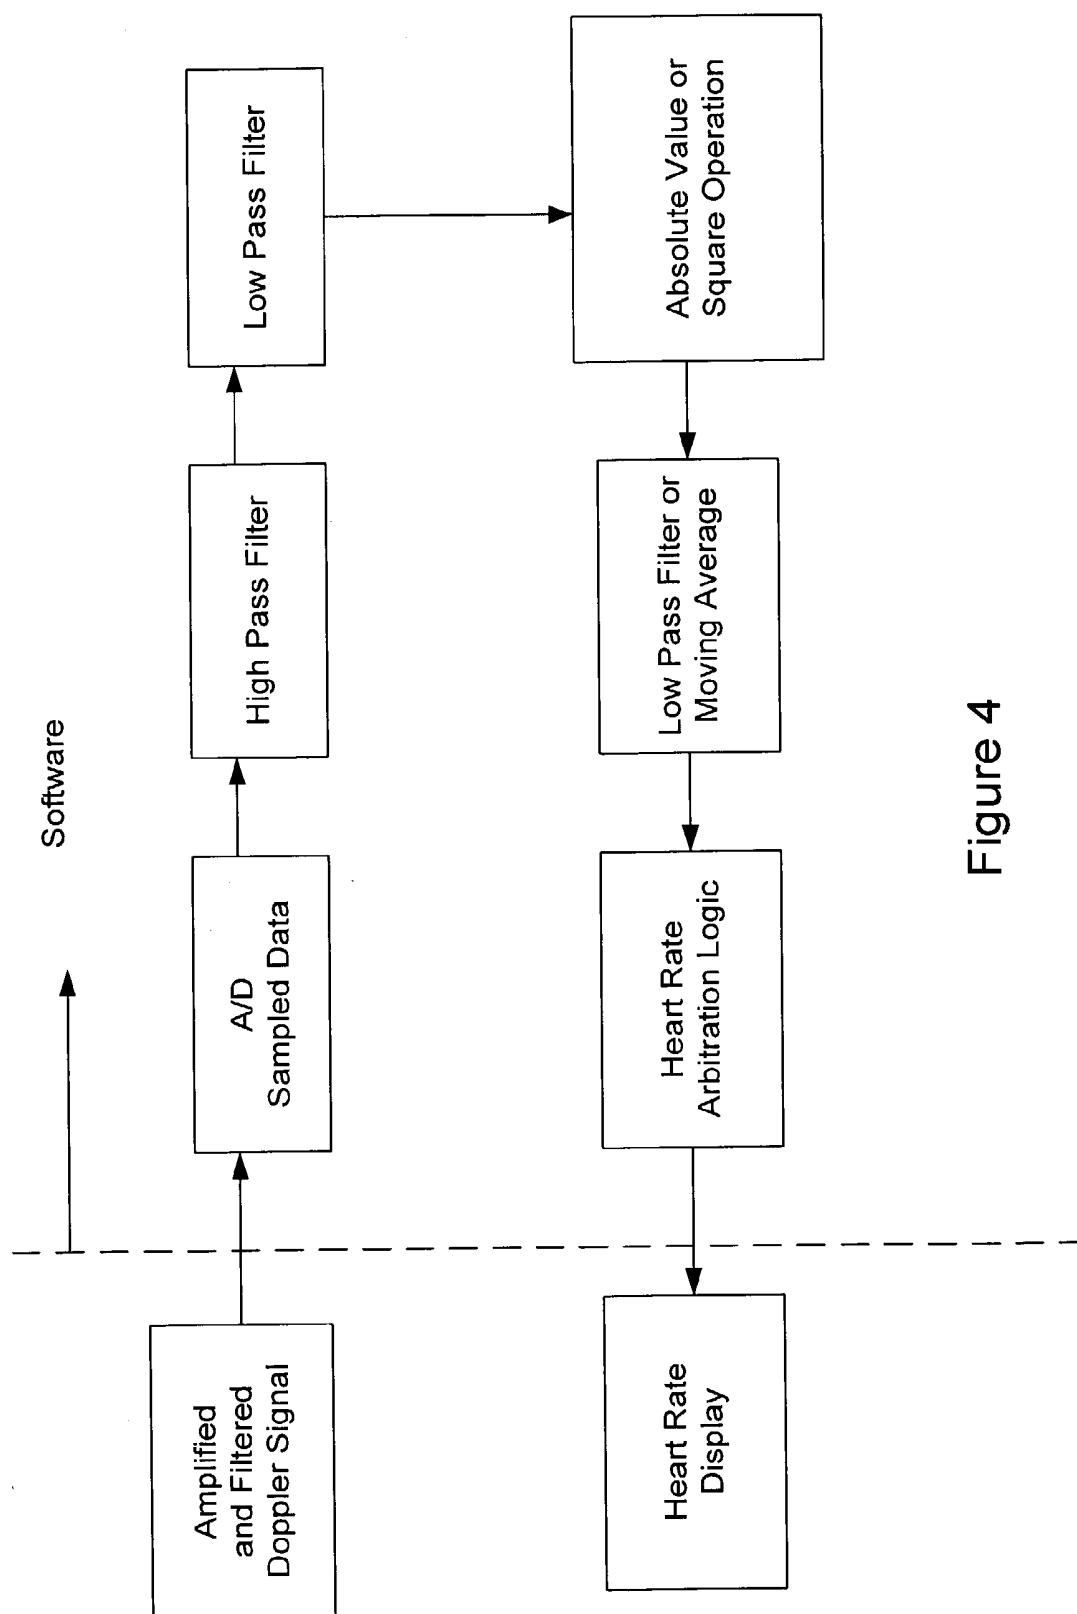 Software
Amplified
and Filtered
Doppler Signal
A/D
Sampled Data
High Pass Filter
Low Pass Filter
Absolute Value or
Square Operation
Low Pass Filter or
Moving Average
Heart Rate
Arbitration Logic
Heart Rate
Display
Figure 4